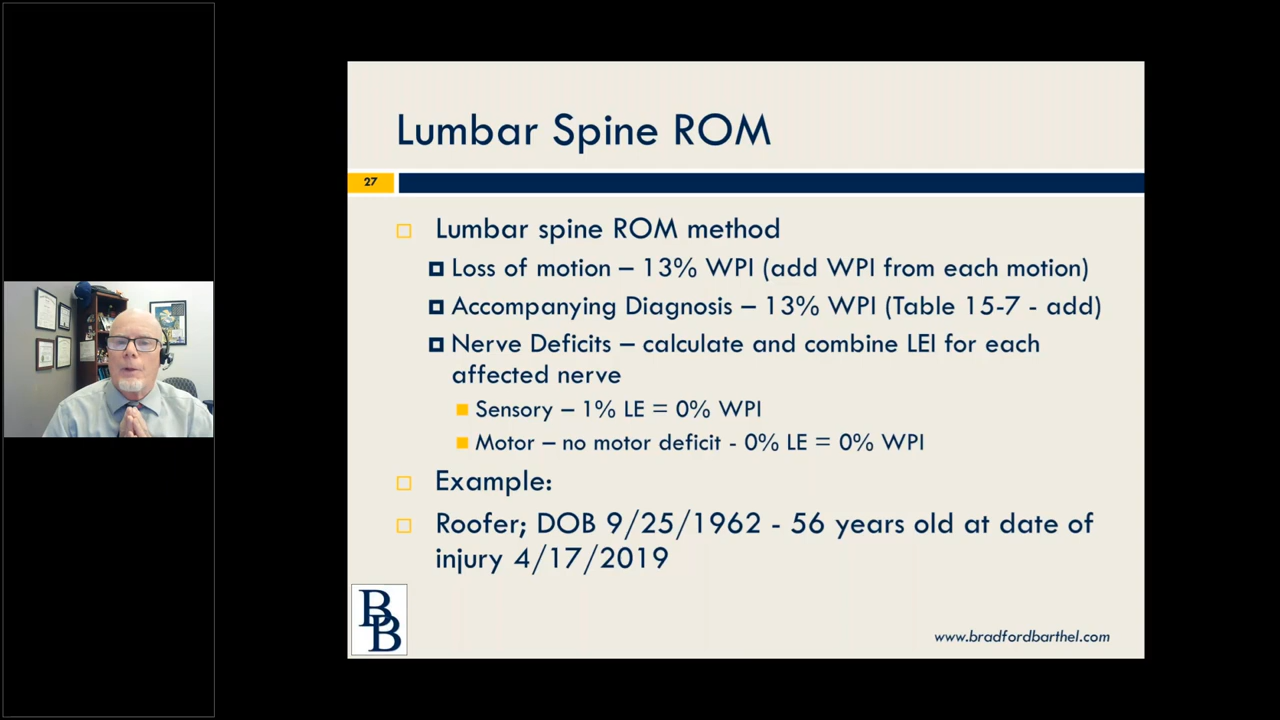 Lumbar Spine ROM
27
Lumbar spine ROM method
Loss of motion – 13% WPI (add WPI from each motion)
Accompanying Diagnosis – 13% WPI (Table 15-7 - add)
Nerve Deficits – calculate and combine LEI for each
affected nerve
Sensory – 1% LE = 0% WPI
Motor – no motor deficit - 0% LE = 0% WPI
Example:
Roofer; DOB 9/25/1962 - 56 years old at date of
injury 4/17/2019
BB
www.bradfordbarthel.com